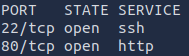 PORT   STATE SERVICE
22/tcp open  ssh
80/tcp open  http